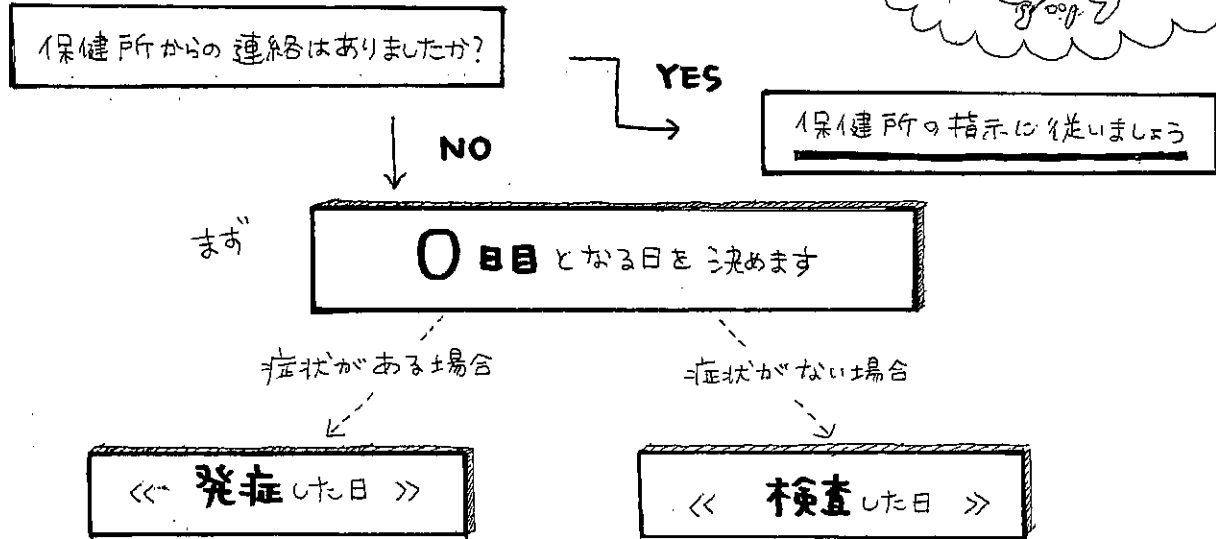 保健所からの連絡はありましたか?
YES
保健所の指示に従いましょう
NO
まず
0日目となる日を決めます
症状がある場合
症状がない場合
≪ 発症した日 ≫
≪ 検査した日 ≫